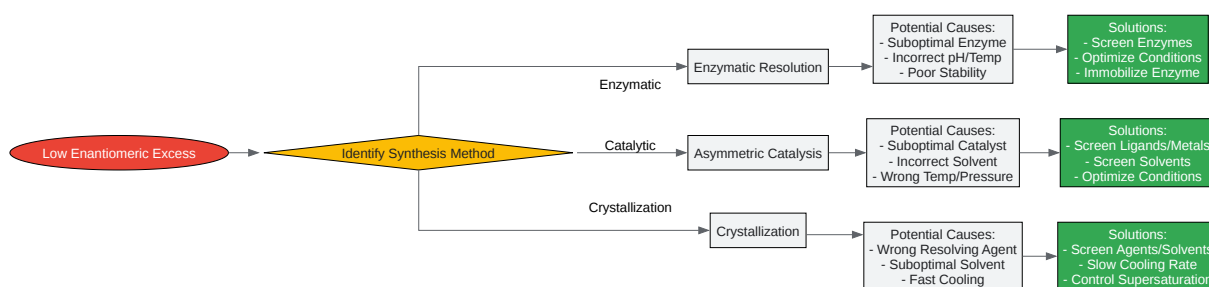 Low Enantiomeric Excess
Identify Synthesis Method
Enzymatic
Enzymatic Resolution
Potential Causes:
- Suboptimal Enzyme
- Incorrect pH/Temp
- Poor Stability
Solutions:
- Screen Enzymes
- Optimize Conditions
- Immobilize Enzyme
Catalytic
Asymmetric Catalysis
Potential Causes:
- Suboptimal Catalyst
- Incorrect Solvent
- Wrong Temp/Pressure
Solutions:
- Screen Ligands/Metals
- Screen Solvents
- Optimize Conditions
Crystallization
Crystallization
Potential Causes:
- Wrong Resolving Agent
- Suboptimal Solvent
- Fast Cooling
Solutions:
- Screen Agents/Solvents
- Slow Cooling Rate
- Control Supersaturation